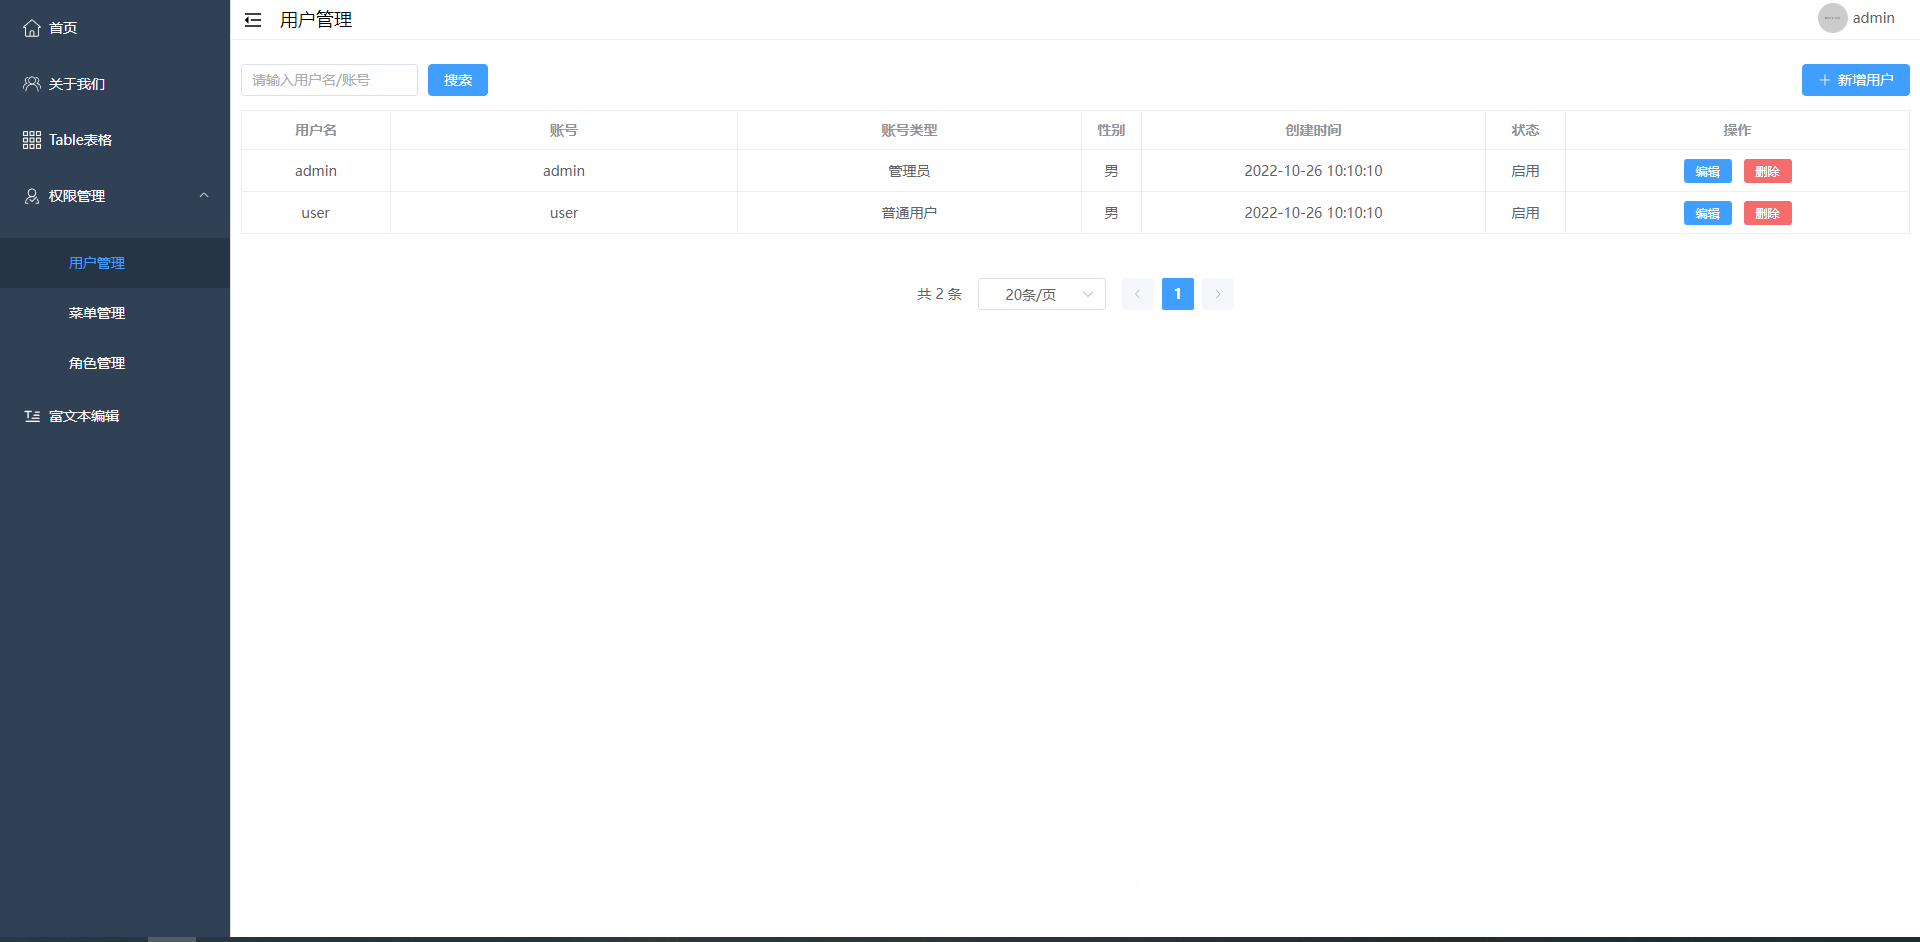 首页
关于我们
Table表格
权限管理
用户管理
菜单管理
角色管理
富文本编辑
用户管理
admin
请输入用户名/账号 搜索 新增用户
用户名 账号 账号类型 性别 创建时间 状态 操作
admin admin 管理员 男 2022-10-26 10:10:10 启用 编辑 删除
user user 普通用户 男 2022-10-26 10:10:10 启用 编辑 删除
共 2 条 20条/页 1